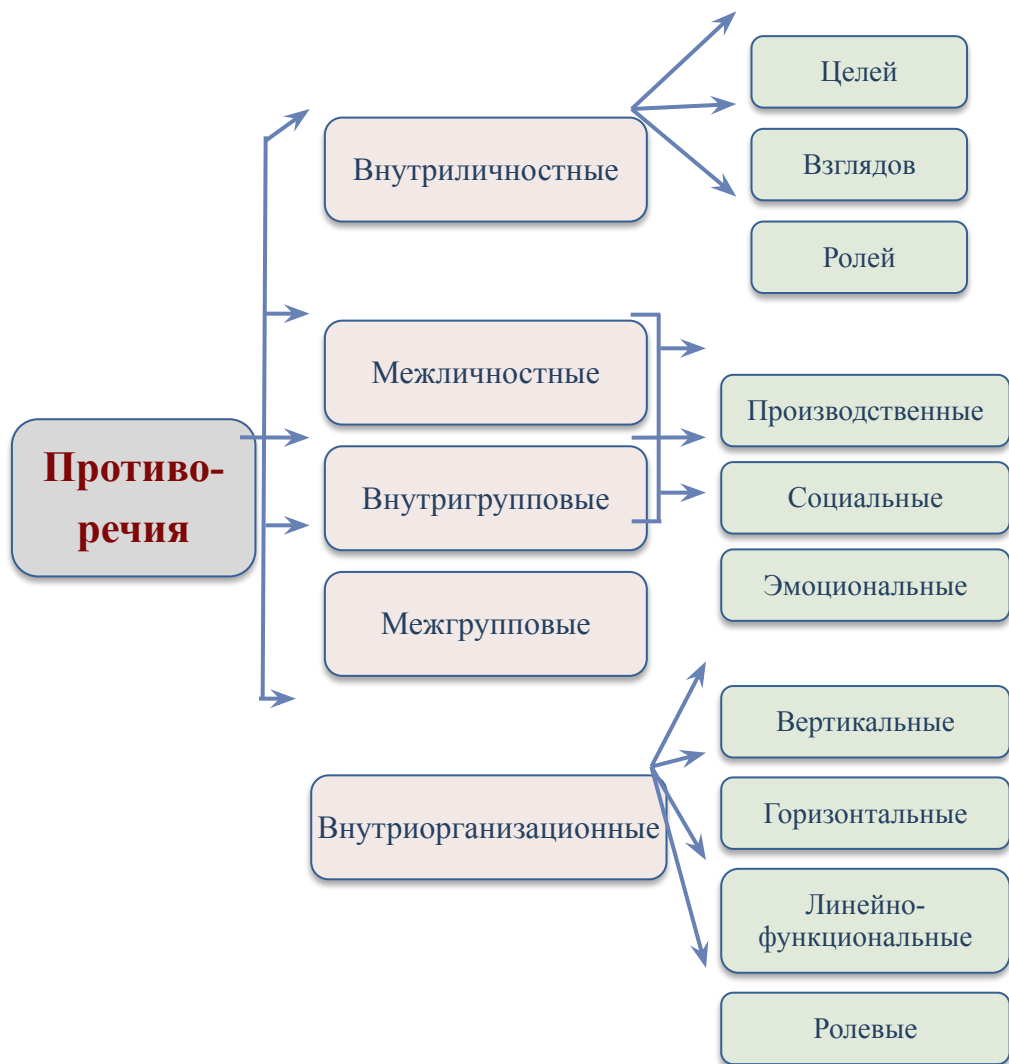 Противо-
речия
Внутриличностные
Целей
Взглядов
Ролей
Межличностные
Внутригрупповые
Межгрупповые
Производственные
Социальные
Эмоциональные
Внутриорганизационные
Вертикальные
Горизонтальные
Линейно-
функциональные
Ролевые